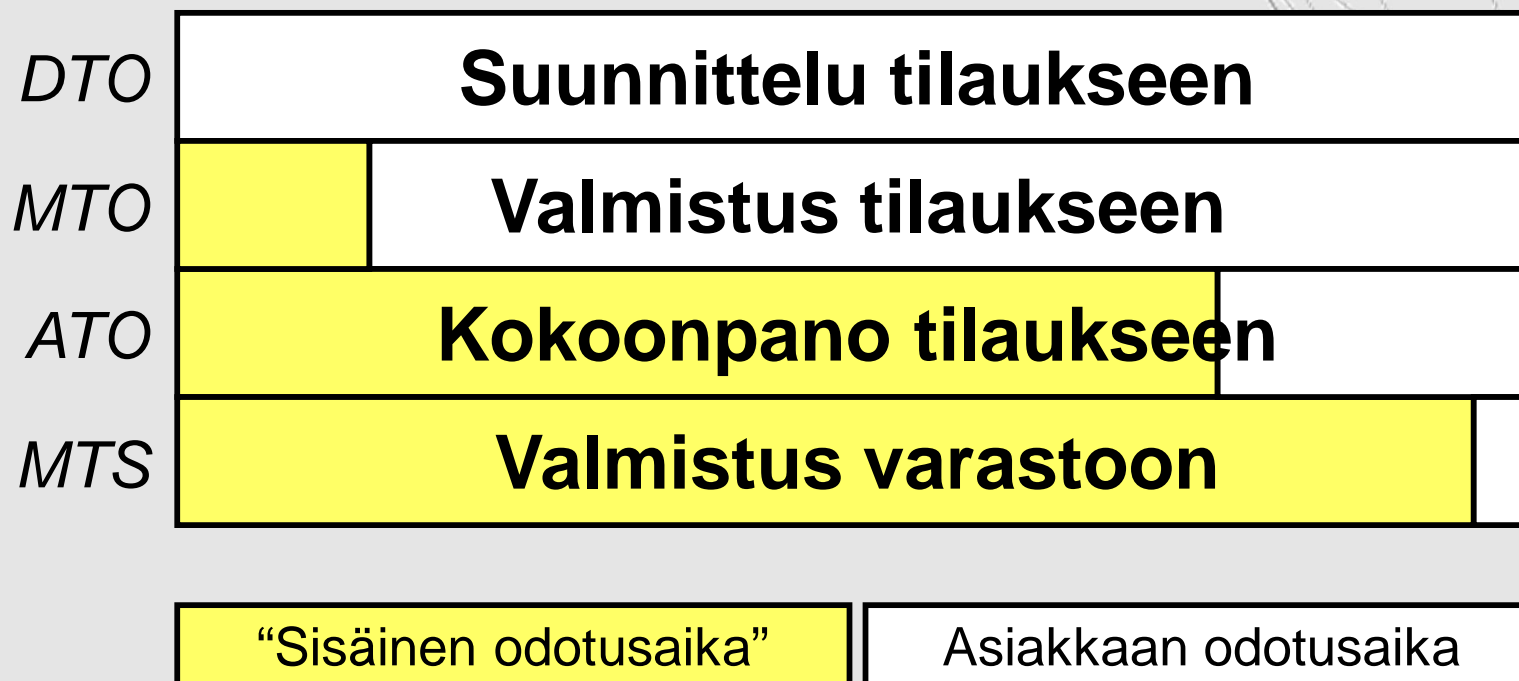 DTO Suunnittelu tilaukseen
MTO Valmistus tilaukseen
ATO Kokoonpano tilaukseen
MTS Valmistus varastoon
“Sisäinen odotusaika” Asiakkaan odotusaika